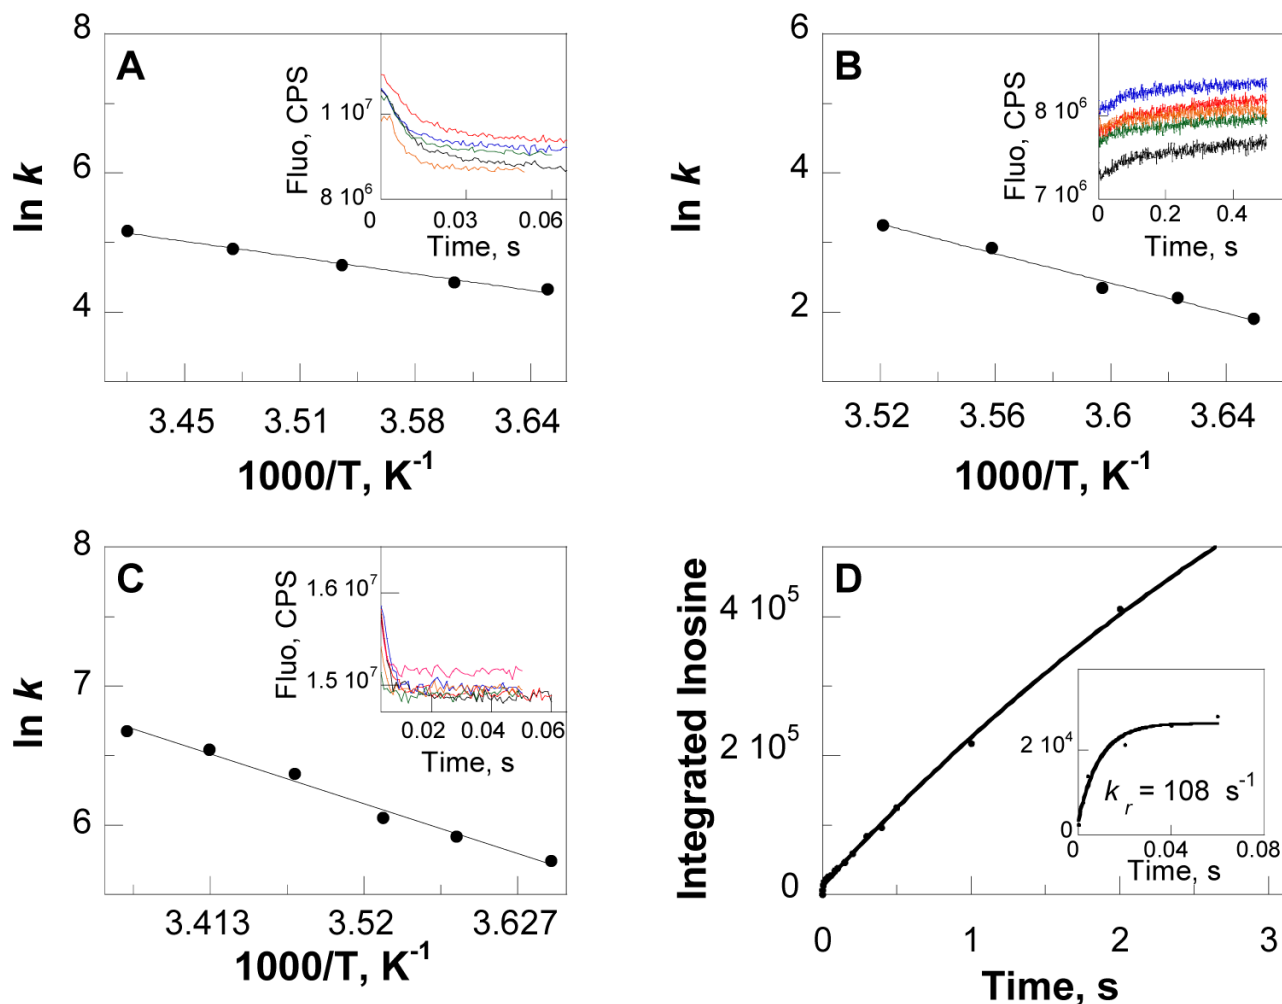 A
8
6
4
ln k
3.45 3.51 3.58 3.64
1000/T, K-1
Fluo, CPS
1 10^7
8 10^6
0 0.03 0.06
Time, s
B
6
4
2
ln k
3.52 3.56 3.6 3.64
1000/T, K-1
Fluo, CPS
8 10^6
7 10^6
0 0.2 0.4
Time, s
C
8
7
6
ln k
3.413 3.52 3.627
1000/T, K-1
Fluo, CPS
1.6 10^7
1.5 10^7
0.02 0.04 0.06
Time, s
D
Integrated Inosine
4 10^5
2 10^5
0
0 1 2 3
Time, s
2 10^4
0
k r = 108 s-1
0 0.04 0.08
Time, s